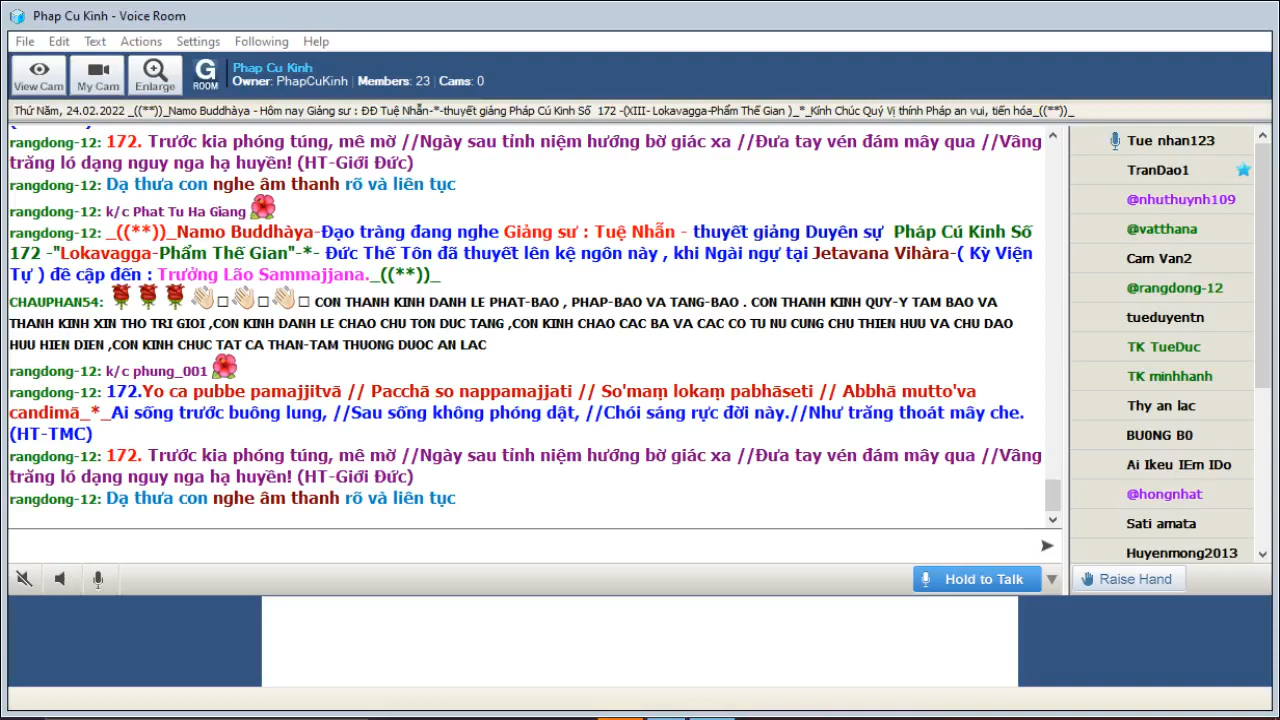 Phap Cu Kinh - Voice Room
File Edit Text Actions Settings Following Help
View Cam
My Cam
Enlarge
G ROOM
Phap Cu Kinh
Owner: PhapCuKinh | Members: 23 | Cams: 0
Thứ Năm, 24.02.2022 _((**))_Namo Buddhàya - Hôm nay Giảng sư : ĐĐ Tuệ Nhẫn-*-thuyết giảng Pháp Cú Kinh Số 172 -(XIII- Lokavagga-Phẩm Thế Gian )_*_Kính Chúc Quý Vị thính Pháp an vui, tiến hóa_((**))_
rangdong-12: 172. Trước kia phóng túng, mê mờ //Ngày sau tỉnh niệm hướng bờ giác xa //Đưa tay vén đám mây qua //Vầng
trăng ló dạng nguy nga hạ huyền! (HT-Giới Đức)
rangdong-12: Dạ thưa con nghe âm thanh rõ và liên tục
rangdong-12: k/c Phat Tu Ha Giang
rangdong-12: _((**))_Namo Buddhàya-Đạo tràng đang nghe Giảng sư : Tuệ Nhẫn - thuyết giảng Duyên sự Pháp Cú Kinh Số
172 -"Lokavagga-Phẩm Thế Gian"-*- Đức Thế Tôn đã thuyết lên kệ ngôn này , khi Ngài ngự tại Jetavana Vihàra-( Kỳ Viện
Tự ) đề cập đến : Trưởng Lão Sammajjana._((**))_
CHAUPHAN54: CON THANH KINH DANH LE PHAT-BAO , PHAP-BAO VA TANG-BAO . CON THANH KINH QUY-Y TAM BAO VA
THANH KINH XIN THO TRI GIOI ,CON KINH DANH LE CHAO CHU TON DUC TANG ,CON KINH CHAO CAC BA VA CAC CO TU NU CUNG CHU THIEN HUU VA CHU DAO
HUU HIEN DIEN ,CON KINH CHUC TAT CA THAN-TAM THUONG DUOC AN LAC
rangdong-12: k/c phung_001
rangdong-12: 172.Yo ca pubbe pamajjitvā // Pacchā so nappamajjati // So'maṃ lokaṃ pabhāseti // Abbhā mutto'va
candimā_*_Ai sống trước buông lung, //Sau sống không phóng dật, //Chói sáng rực đời này.//Như trăng thoát mây che.
(HT-TMC)
rangdong-12: 172. Trước kia phóng túng, mê mờ //Ngày sau tỉnh niệm hướng bờ giác xa //Đưa tay vén đám mây qua //Vầng
trăng ló dạng nguy nga hạ huyền! (HT-Giới Đức)
rangdong-12: Dạ thưa con nghe âm thanh rõ và liên tục
Tue nhan123
TranDao1
@nhuthuynh109
@vatthana
Cam Van2
@rangdong-12
tueduyentn
TK TueDuc
TK minhhanh
Thy an lac
BU0NG B0
Ai Ikeu IEm IDo
@hongnhat
Sati amata
Huyenmong2013
Hold to Talk
Raise Hand